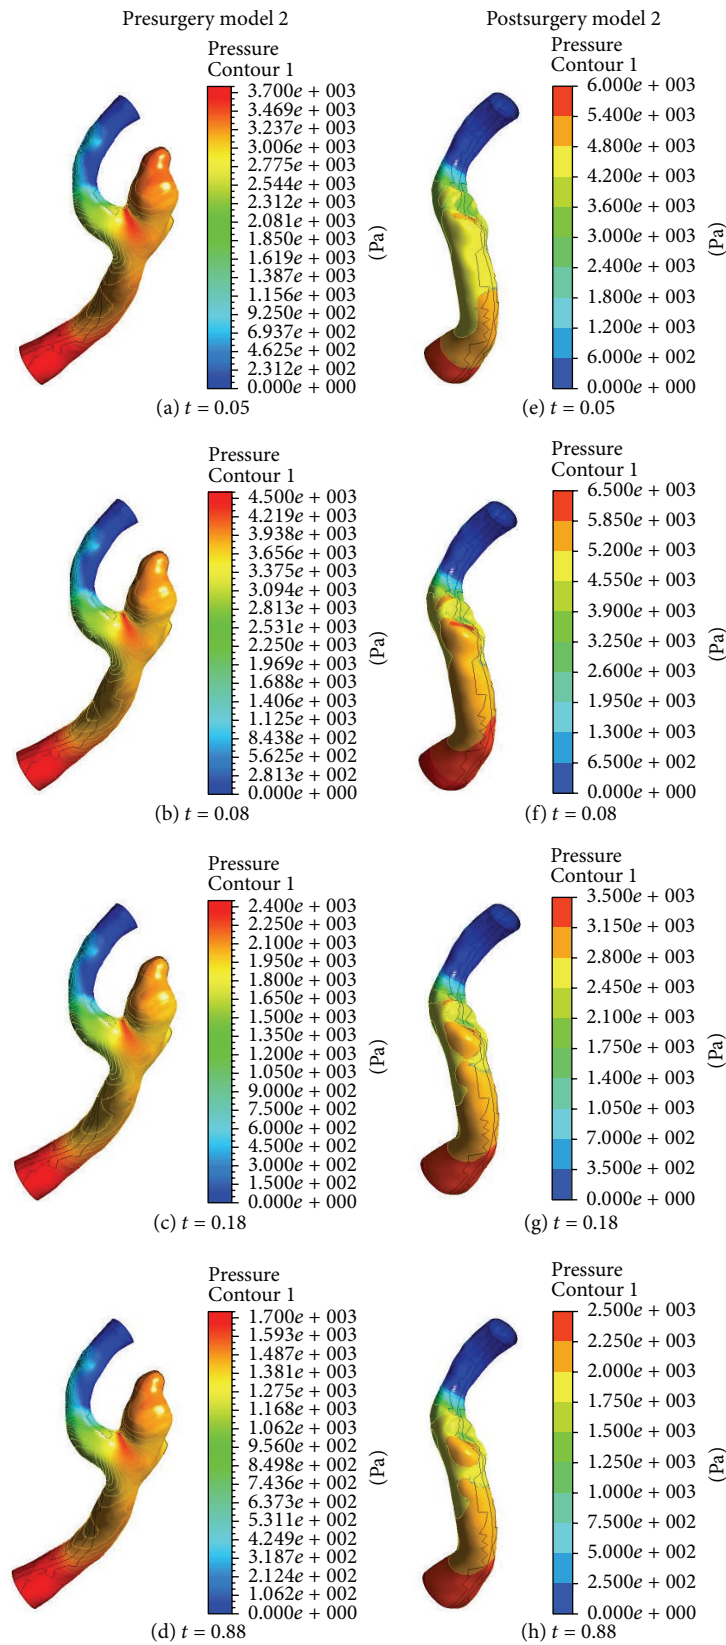 Presurgery model 2
Postsurgery model 2
Pressure
Contour 1
3.700e + 003
3.469e + 003
3.237e + 003
3.006e + 003
2.775e + 003
2.544e + 003
2.312e + 003
2.081e + 003
1.850e + 003
1.619e + 003
1.387e + 003
1.156e + 003
9.250e + 002
6.937e + 002
4.625e + 002
2.312e + 002
0.000e + 000
(Pa)
(a) t = 0.05
Pressure
Contour 1
6.000e + 003
5.400e + 003
4.800e + 003
4.200e + 003
3.600e + 003
3.000e + 003
2.400e + 003
1.800e + 003
1.200e + 003
6.000e + 002
0.000e + 000
(Pa)
(e) t = 0.05
Pressure
Contour 1
4.500e + 003
4.219e + 003
3.938e + 003
3.656e + 003
3.375e + 003
3.094e + 003
2.813e + 003
2.531e + 003
2.250e + 003
1.969e + 003
1.688e + 003
1.406e + 003
1.125e + 003
8.438e + 002
5.625e + 002
2.813e + 002
0.000e + 000
(Pa)
(b) t = 0.08
Pressure
Contour 1
6.500e + 003
5.850e + 003
5.200e + 003
4.550e + 003
3.900e + 003
3.250e + 003
2.600e + 003
1.950e + 003
1.300e + 003
6.500e + 002
0.000e + 000
(Pa)
(f) t = 0.08
Pressure
Contour 1
2.400e + 003
2.250e + 003
2.100e + 003
1.950e + 003
1.800e + 003
1.650e + 003
1.500e + 003
1.350e + 003
1.200e + 003
1.050e + 003
9.000e + 002
7.500e + 002
6.000e + 002
4.500e + 002
3.000e + 002
1.500e + 002
0.000e + 000
(Pa)
(c) t = 0.18
Pressure
Contour 1
3.500e + 003
3.150e + 003
2.800e + 003
2.450e + 003
2.100e + 003
1.750e + 003
1.400e + 003
1.050e + 003
7.000e + 002
3.500e + 002
0.000e + 000
(Pa)
(g) t = 0.18
Pressure
Contour 1
1.700e + 003
1.593e + 003
1.487e + 003
1.381e + 003
1.275e + 003
1.168e + 003
1.062e + 003
9.560e + 002
8.498e + 002
7.436e + 002
6.373e + 002
5.311e + 002
4.249e + 002
3.187e + 002
2.124e + 002
1.062e + 002
0.000e + 000
(Pa)
(d) t = 0.88
Pressure
Contour 1
2.500e + 003
2.250e + 003
2.000e + 003
1.750e + 003
1.500e + 003
1.250e + 003
1.000e + 003
7.500e + 002
5.000e + 002
2.500e + 002
0.000e + 000
(Pa)
(h) t = 0.88